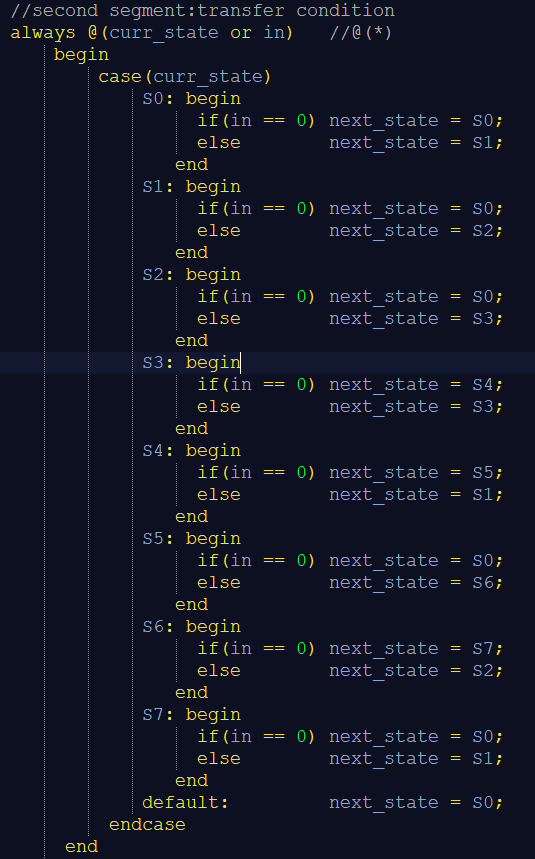 //second segment:transfer condition
always @(curr_state or in)   //@(*)
    begin
        case(curr_state)
            S0: begin
                 if(in == 0) next_state = S0;
                 else        next_state = S1;
               end
            S1: begin
                 if(in == 0) next_state = S0;
                 else        next_state = S2;
               end
            S2: begin
                 if(in == 0) next_state = S0;
                 else        next_state = S3;
               end
            S3: begin
                 if(in == 0) next_state = S4;
                 else        next_state = S3;
               end
            S4: begin
                 if(in == 0) next_state = S5;
                 else        next_state = S1;
               end
            S5: begin
                 if(in == 0) next_state = S0;
                 else        next_state = S6;
               end
            S6: begin
                 if(in == 0) next_state = S7;
                 else        next_state = S2;
               end
            S7: begin
                 if(in == 0) next_state = S0;
                 else        next_state = S1;
               end
            default:         next_state = S0;
         endcase
     end